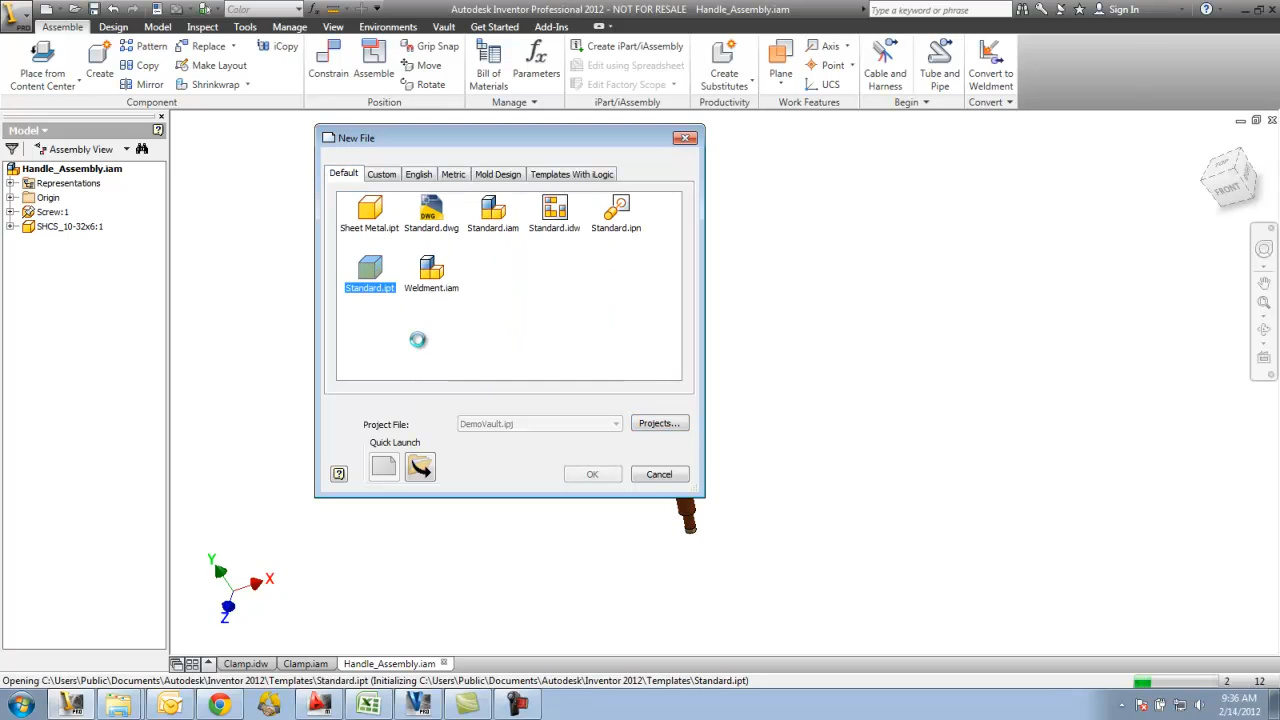 Color
Autodesk Inventor Professional 2012 - NOT FOR RESALE    Handle_Assembly.iam
Type a keyword or phrase
Sign In
PRO
Assemble Design Model Inspect Tools Manage View Environments Vault Get Started Add-Ins
Pattern Replace iCopy Grip Snap Create iPart/iAssembly Axis
Copy Make Layout Move Edit using Spreadsheet Point
Mirror Shrinkwrap Rotate Edit Factory Scope UCS
Place from
Content Center
Create
Constrain
Assemble
Bill of
Materials
Parameters
Create
Substitutes
Plane
Cable and
Harness
Tube and
Pipe
Convert to
Weldment
Component Position Manage iPart/iAssembly Productivity Work Features Begin Convert
Model
Assembly View
Handle_Assembly.iam
Representations
Origin
Screw:1
SHCS_10-32x6:1
New File
Default Custom English Metric Mold Design Templates With iLogic
DWG
Sheet Metal.ipt Standard.dwg Standard.iam Standard.idw Standard.ipn
Standard.ipt Weldment.iam
Project File: DemoVault.ipj Projects...
Quick Launch
OK Cancel
TOP
FRONT
Y
X
Z
Clamp.idw Clamp.iam Handle_Assembly.iam
Opening C:\Users\Public\Documents\Autodesk\Inventor 2012\Templates\Standard.ipt (Initializing C:\Users\Public\Documents\Autodesk\Inventor 2012\Templates\Standard.ipt)
2 12
9:36 AM
2/14/2012